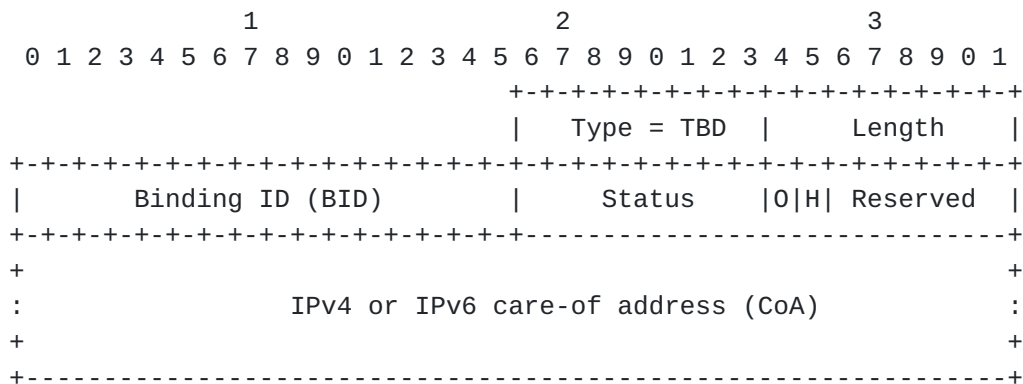 1                   2                   3
 0 1 2 3 4 5 6 7 8 9 0 1 2 3 4 5 6 7 8 9 0 1 2 3 4 5 6 7 8 9 0 1
                                +-+-+-+-+-+-+-+-+-+-+-+-+-+-+-+-+
                                |   Type = TBD  |     Length    |
+-+-+-+-+-+-+-+-+-+-+-+-+-+-+-+-+-+-+-+-+-+-+-+-+-+-+-+-+-+-+-+-+
|       Binding ID (BID)        |     Status    |O|H| Reserved  |
+-+-+-+-+-+-+-+-+-+-+-+-+-+-+-+-+-------------------------------+
+                                                               +
:                 IPv4 or IPv6 care-of address (CoA)            :
+                                                               +
+---------------------------------------------------------------+